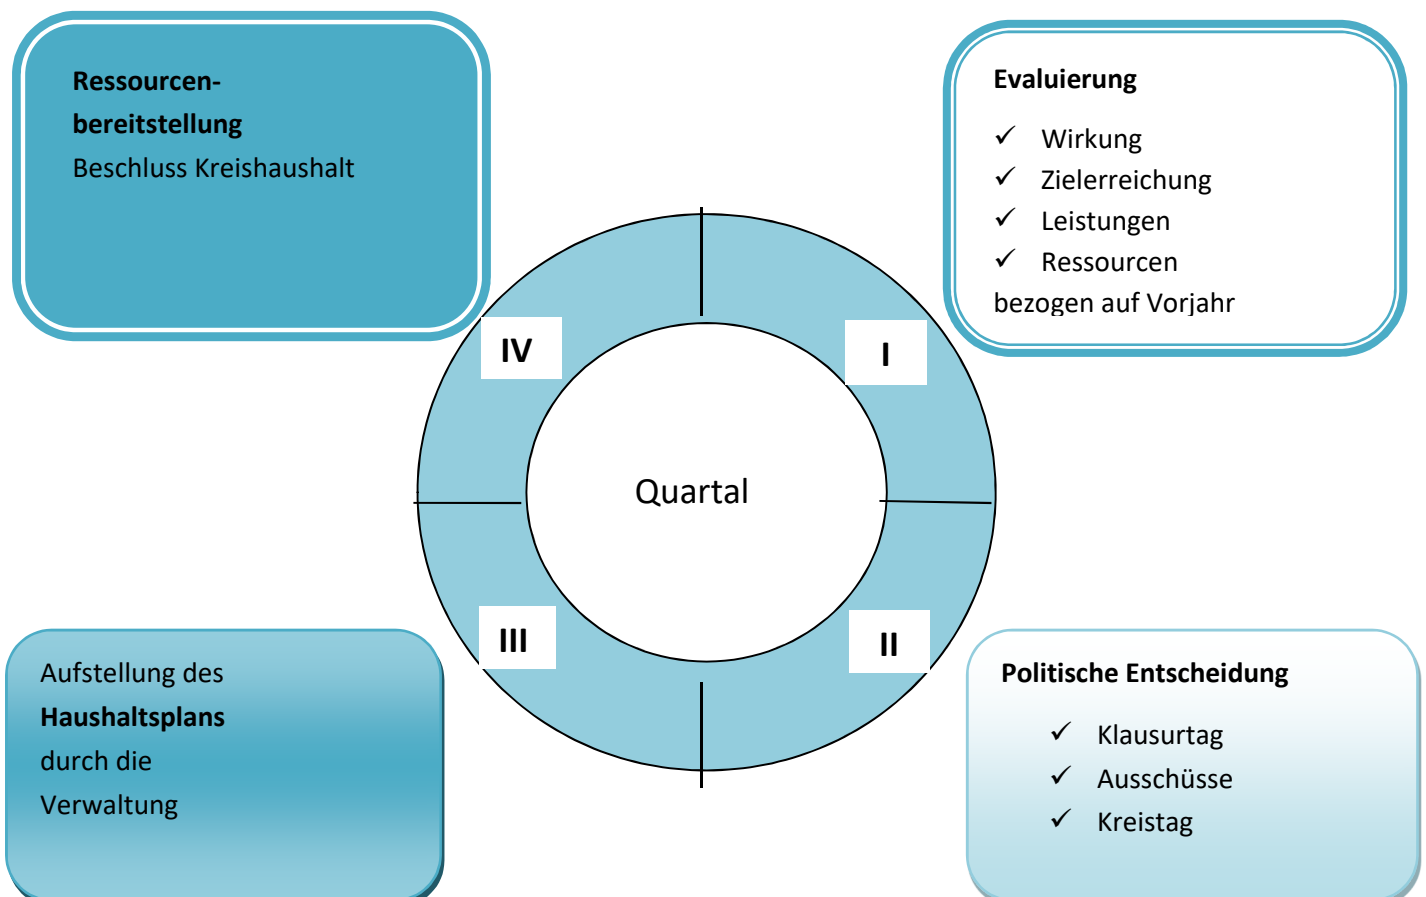 Ressourcen-
bereitstellung
Beschluss Kreishaushalt
Evaluierung
✓ Wirkung
✓ Zielerreichung
✓ Leistungen
✓ Ressourcen
bezogen auf Vorjahr
IV
I
Quartal
III
II
Aufstellung des
Haushaltsplans
durch die
Verwaltung
Politische Entscheidung
✓ Klausurtag
✓ Ausschüsse
✓ Kreistag